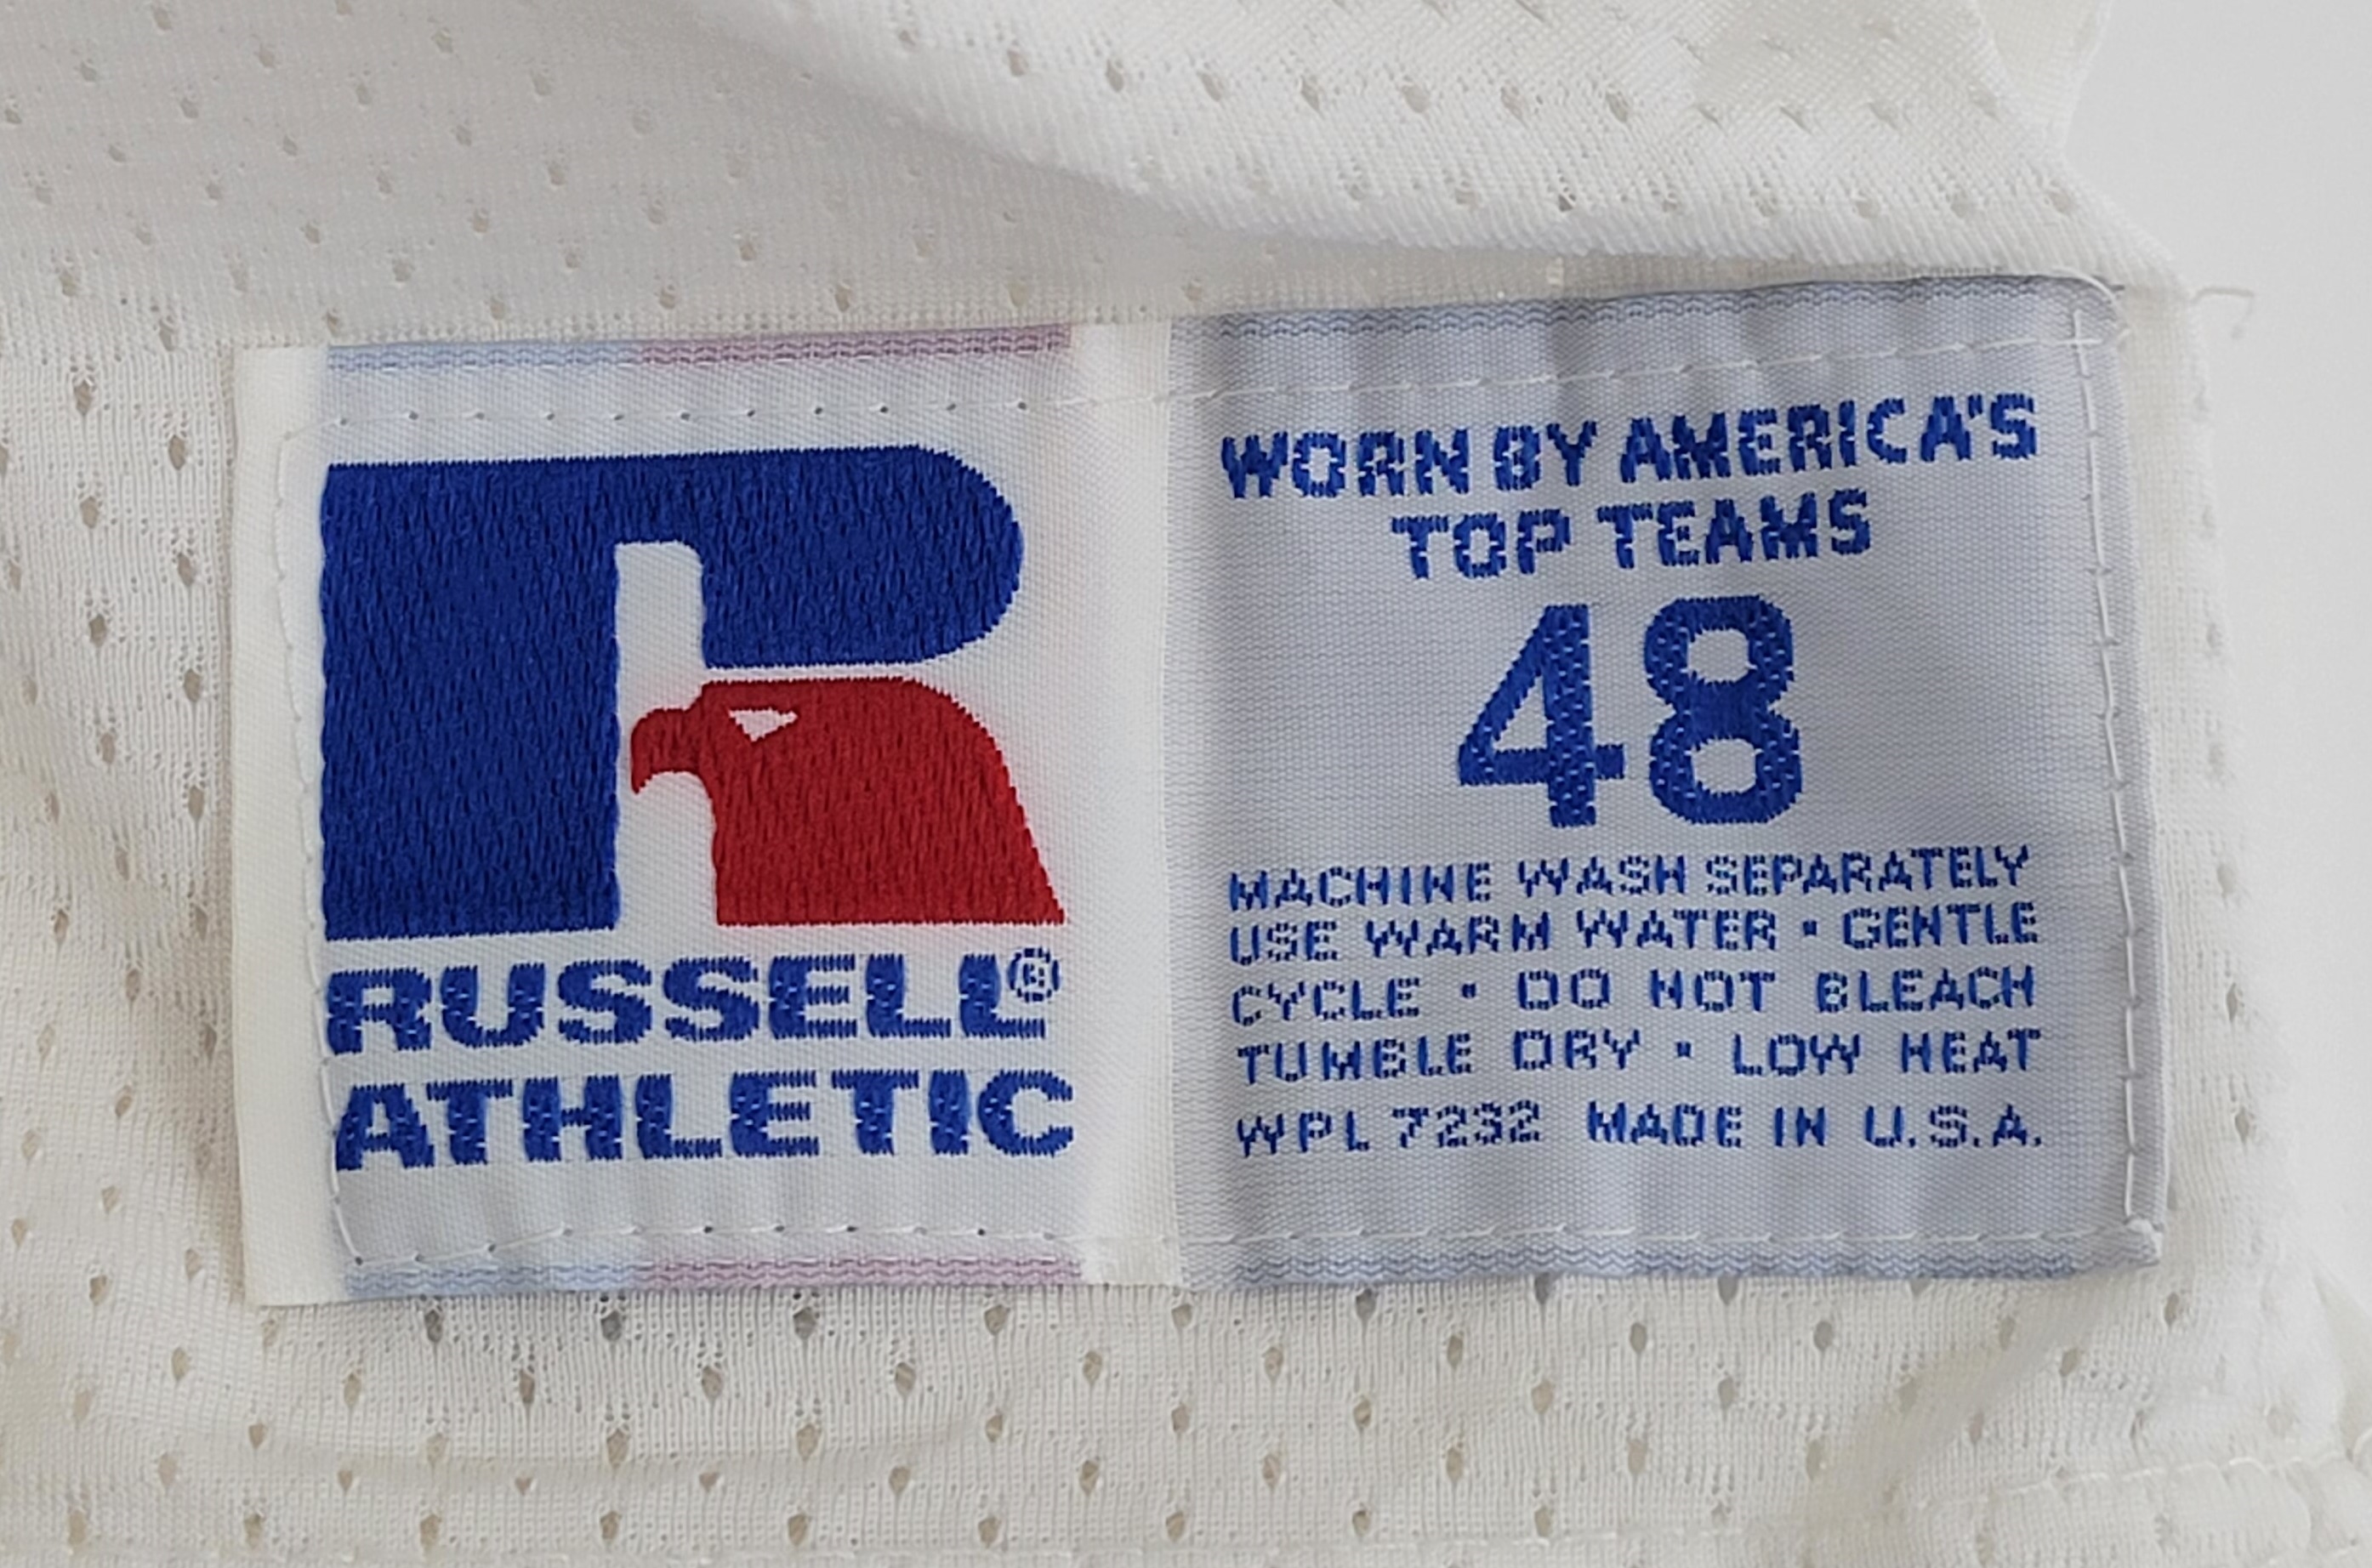 RUSSELL®
ATHLETIC
WORN BY AMERICA'S
TOP TEAMS
48
MACHINE WASH SEPARATELY
USE WARM WATER • GENTLE
CYCLE • DO NOT BLEACH
TUMBLE DRY • LOW HEAT
WPL 7232 MADE IN U.S.A.